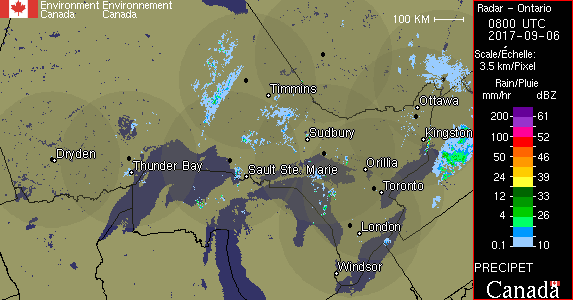 Environment Environnement
Canada Canada
100 KM
Timmins
Ottawa
Sudbury
Kingston
Dryden
Thunder Bay
Sault Ste. Marie
Orillia
Toronto
London
Windsor
Radar - Ontario
0800 UTC
2017-09-06
Scale/Échelle:
3.5 km/Pixel
Rain/Pluie
mm/hr dBZ
200 61
100 52
50 46
24 39
12 33
4 26
0.1 10
PRECIPET
Canada